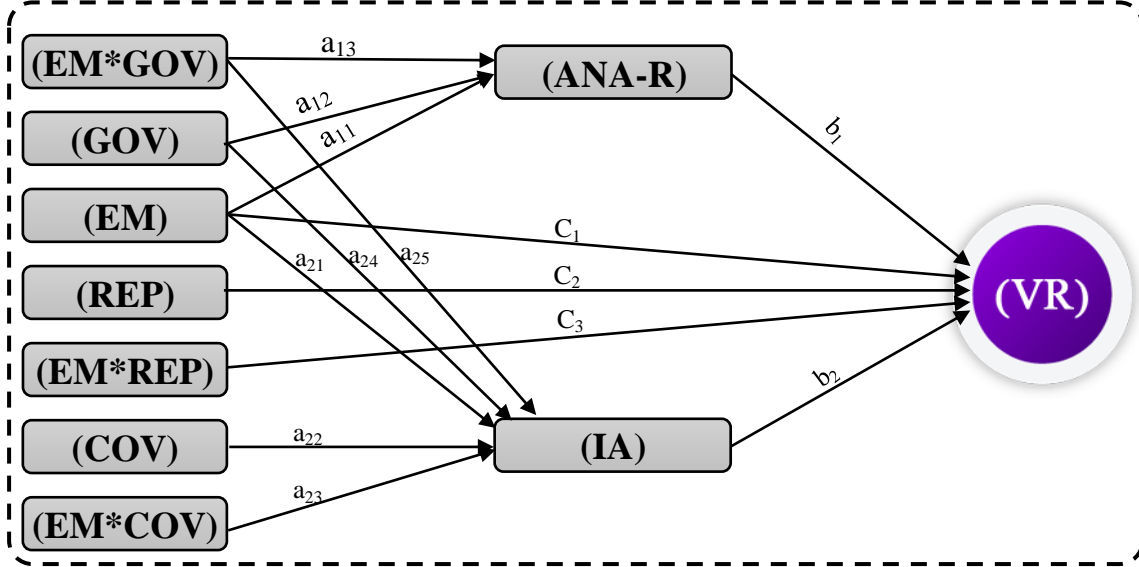 (EM*GOV)
a13
(ANA-R)
a12
(GOV)
a11
b1
(EM)
C1
a21
a24
a25
(REP)
C2
(VR)
C3
(EM*REP)
b2
(COV)
a22
(IA)
a23
(EM*COV)